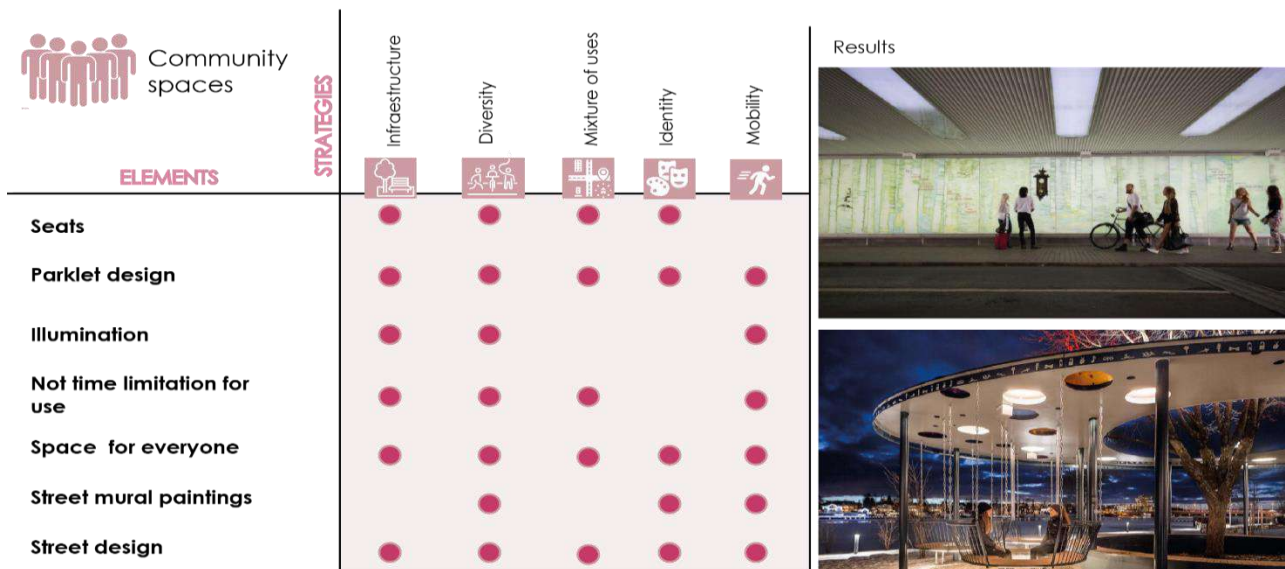 Community
spaces
STRATEGIES
ELEMENTS
Infraestructure
Diversity
Mixture of uses
Identity
Mobility
Results
Seats
Parklet design
Illumination
Not time limitation for
use
Space for everyone
Street mural paintings
Street design